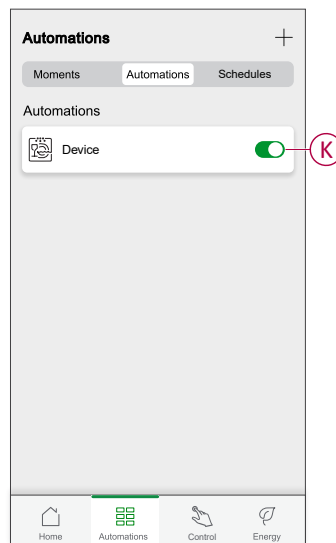 Automations
Moments Automations Schedules
Automations
Device
K
Home Automations Control Energy